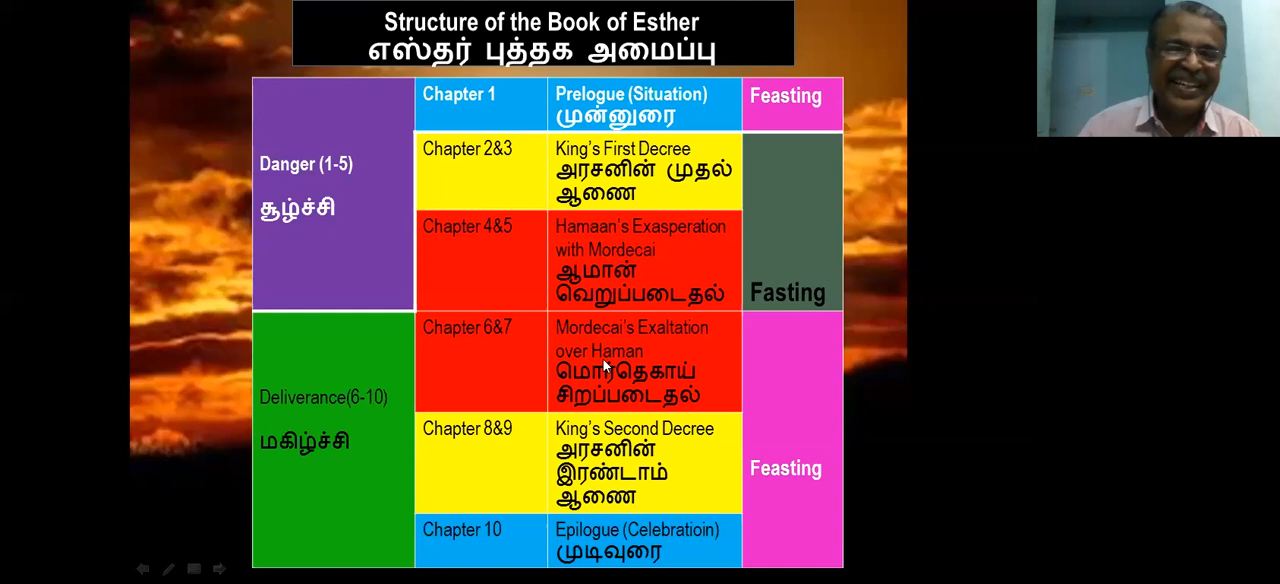 Structure of the Book of Esther
எஸ்தர் புத்தக அமைப்பு
Danger (1-5)
சூழ்ச்சி
Chapter 1
Prelogue (Situation)
முன்னுரை
Feasting
Chapter 2&3
King's First Decree
அரசனின் முதல்
ஆணை
Chapter 4&5
Hamaan's Exasperation
with Mordecai
ஆமான்
வெறுப்படைதல்
Fasting
Deliverance(6-10)
மகிழ்ச்சி
Chapter 6&7
Mordecai's Exaltation
over Haman
மொர்தெகாய்
சிறப்படைதல்
Chapter 8&9
King's Second Decree
அரசனின்
இரண்டாம்
ஆணை
Feasting
Chapter 10
Epilogue (Celebratioin)
முடிவுரை